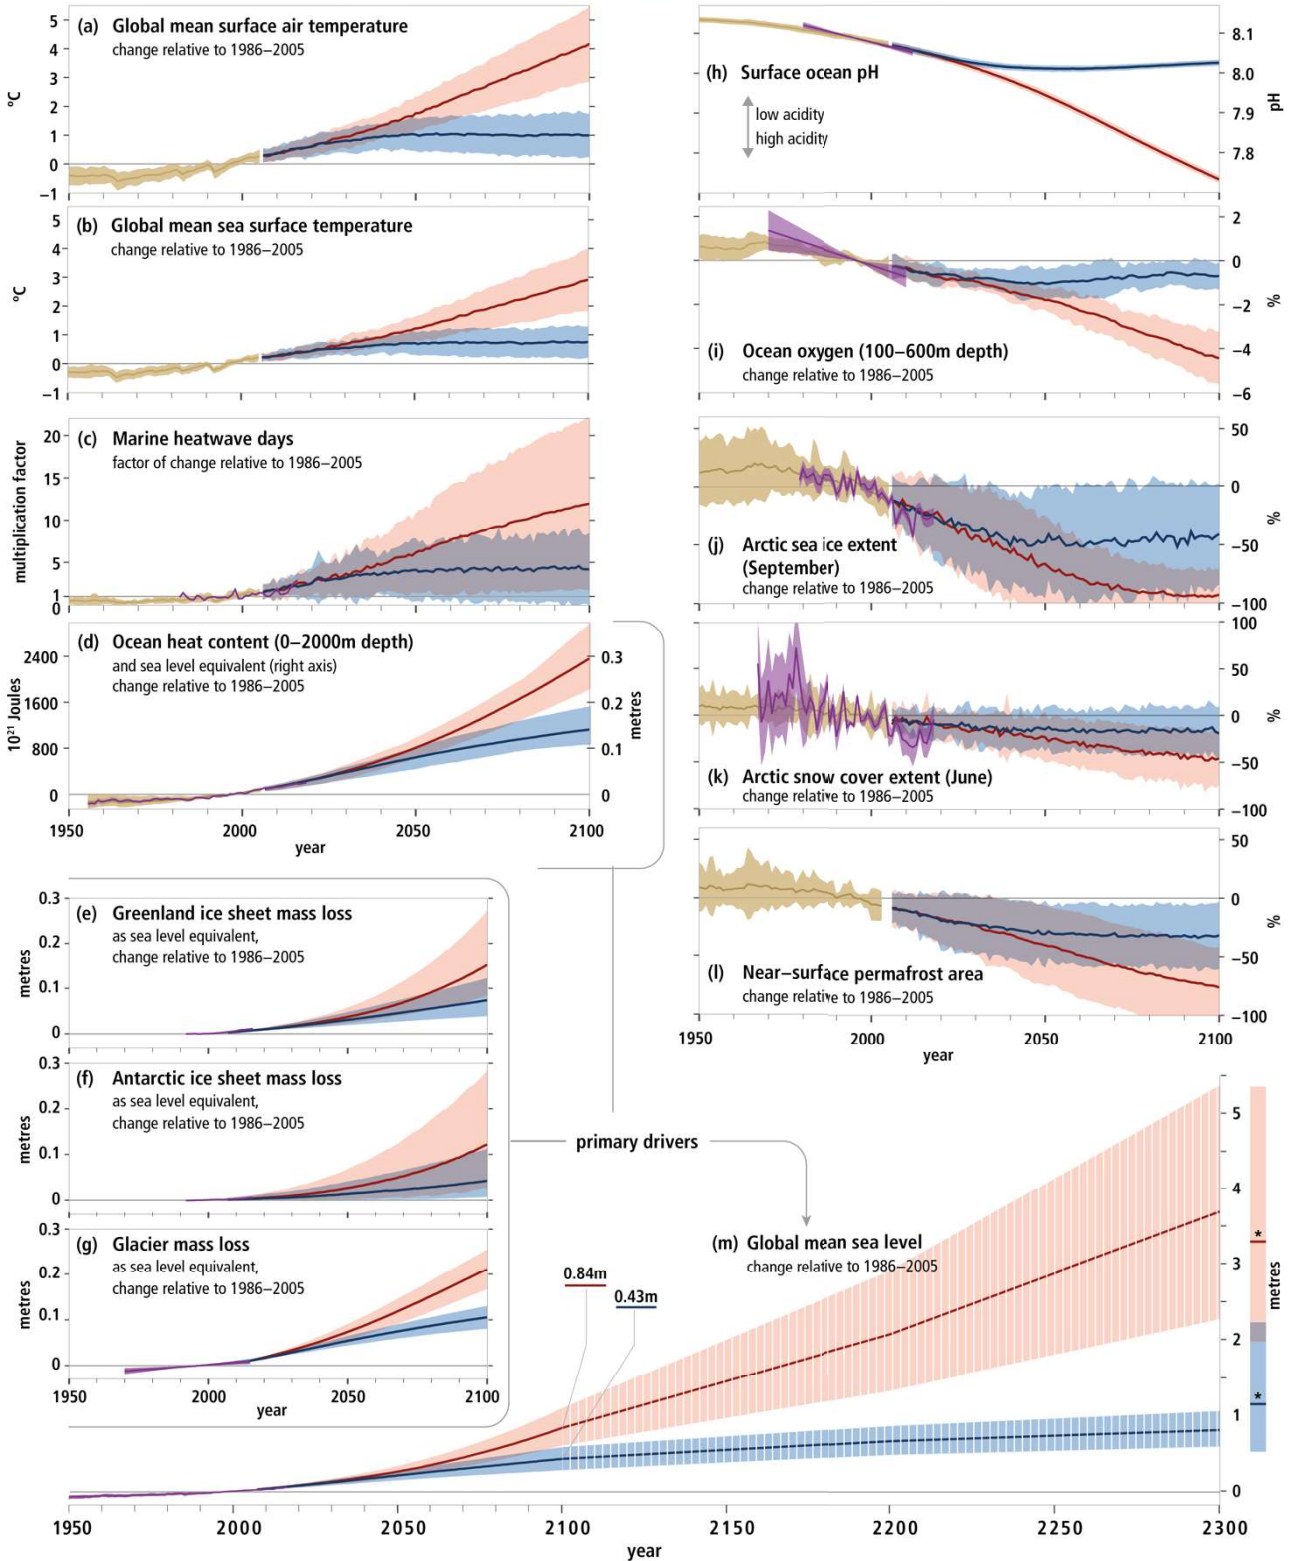 (a) Global mean surface air temperature
change relative to 1986–2005
°C
5
4
3
2
1
0
−1
(b) Global mean sea surface temperature
change relative to 1986–2005
°C
5
4
3
2
1
0
−1
(c) Marine heatwave days
factor of change relative to 1986–2005
multiplication factor
20
15
10
5
1
0
(d) Ocean heat content (0–2000m depth)
and sea level equivalent (right axis)
change relative to 1986–2005
10²¹ Joules
2400
1600
800
0
0.3
0.2
0.1
0
metres
1950 2000 2050 2100
year
(e) Greenland ice sheet mass loss
as sea level equivalent,
change relative to 1986–2005
metres
0.3
0.2
0.1
0
(f) Antarctic ice sheet mass loss
as sea level equivalent,
change relative to 1986–2005
metres
0.3
0.2
0.1
0
(g) Glacier mass loss
as sea level equivalent,
change relative to 1986–2005
metres
0.3
0.2
0.1
0
1950 2000 2050 2100
year
(h) Surface ocean pH
low acidity
high acidity
8.1
8.0
7.9
7.8
pH
(i) Ocean oxygen (100–600m depth)
change relative to 1986–2005
2
0
−2
−4
−6
%
(j) Arctic sea ice extent
(September)
change relative to 1986–2005
50
0
−50
−100
%
(k) Arctic snow cover extent (June)
change relative to 1986–2005
100
50
0
−50
−100
%
(l) Near–surface permafrost area
change relative to 1986–2005
50
0
−50
−100
%
1950 2000 2050 2100
year
primary drivers
(m) Global mean sea level
change relative to 1986–2005
0.84m
0.43m
5
4
3
2
1
0
metres
*
*
1950 2000 2050 2100 2150 2200 2250 2300
year